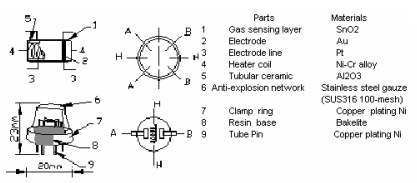 Parts Materials
1 Gas sensing layer SnO2
2 Electrode Au
3 Electrode line Pt
4 Heater coil Ni-Cr alloy
5 Tubular ceramic Al2O3
6 Anti-explosion network Stainless steel gauze
(SUS316 100-mesh)
7 Clamp ring Copper plating Ni
8 Resin base Bakelite
9 Tube Pin Copper plating Ni
5
1
4
4
2
3
3
A
H
B
H
H
A
H
B
6
7
8
9
23mm
20mm
A
H
B
H